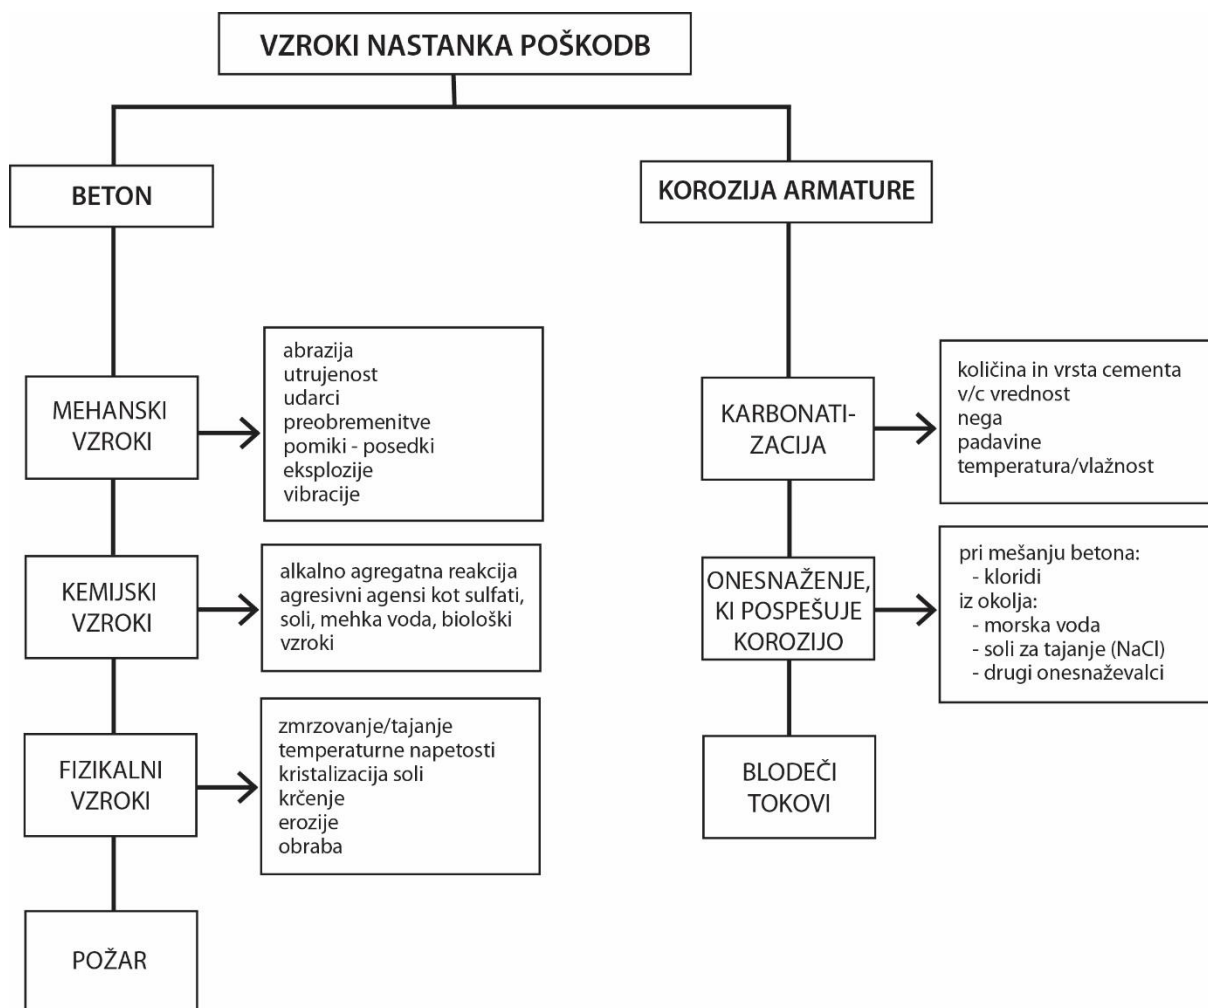 VZROKI NASTANKA POŠKODB
BETON
MEHANSKI
VZROKI
abrazija
utrujenost
udarci
preobremenitve
pomiki - posedki
eksplozije
vibracije
KEMIJSKI
VZROKI
alkalno agregatna reakcija
agresivni agensi kot sulfati,
soli, mehka voda, biološki
vzroki
FIZIKALNI
VZROKI
zmrzovanje/tajanje
temperaturne napetosti
kristalizacija soli
krčenje
erozije
obraba
POŽAR
KOROZIJA ARMATURE
KARBONATI-
ZACIJA
količina in vrsta cementa
v/c vrednost
nega
padavine
temperatura/vlažnost
ONESNAŽENJE,
KI POSPEŠUJE
KOROZIJO
pri mešanju betona:
- kloridi
iz okolja:
- morska voda
- soli za tajanje (NaCl)
- drugi onesnaževalci
BLODEČI
TOKOVI